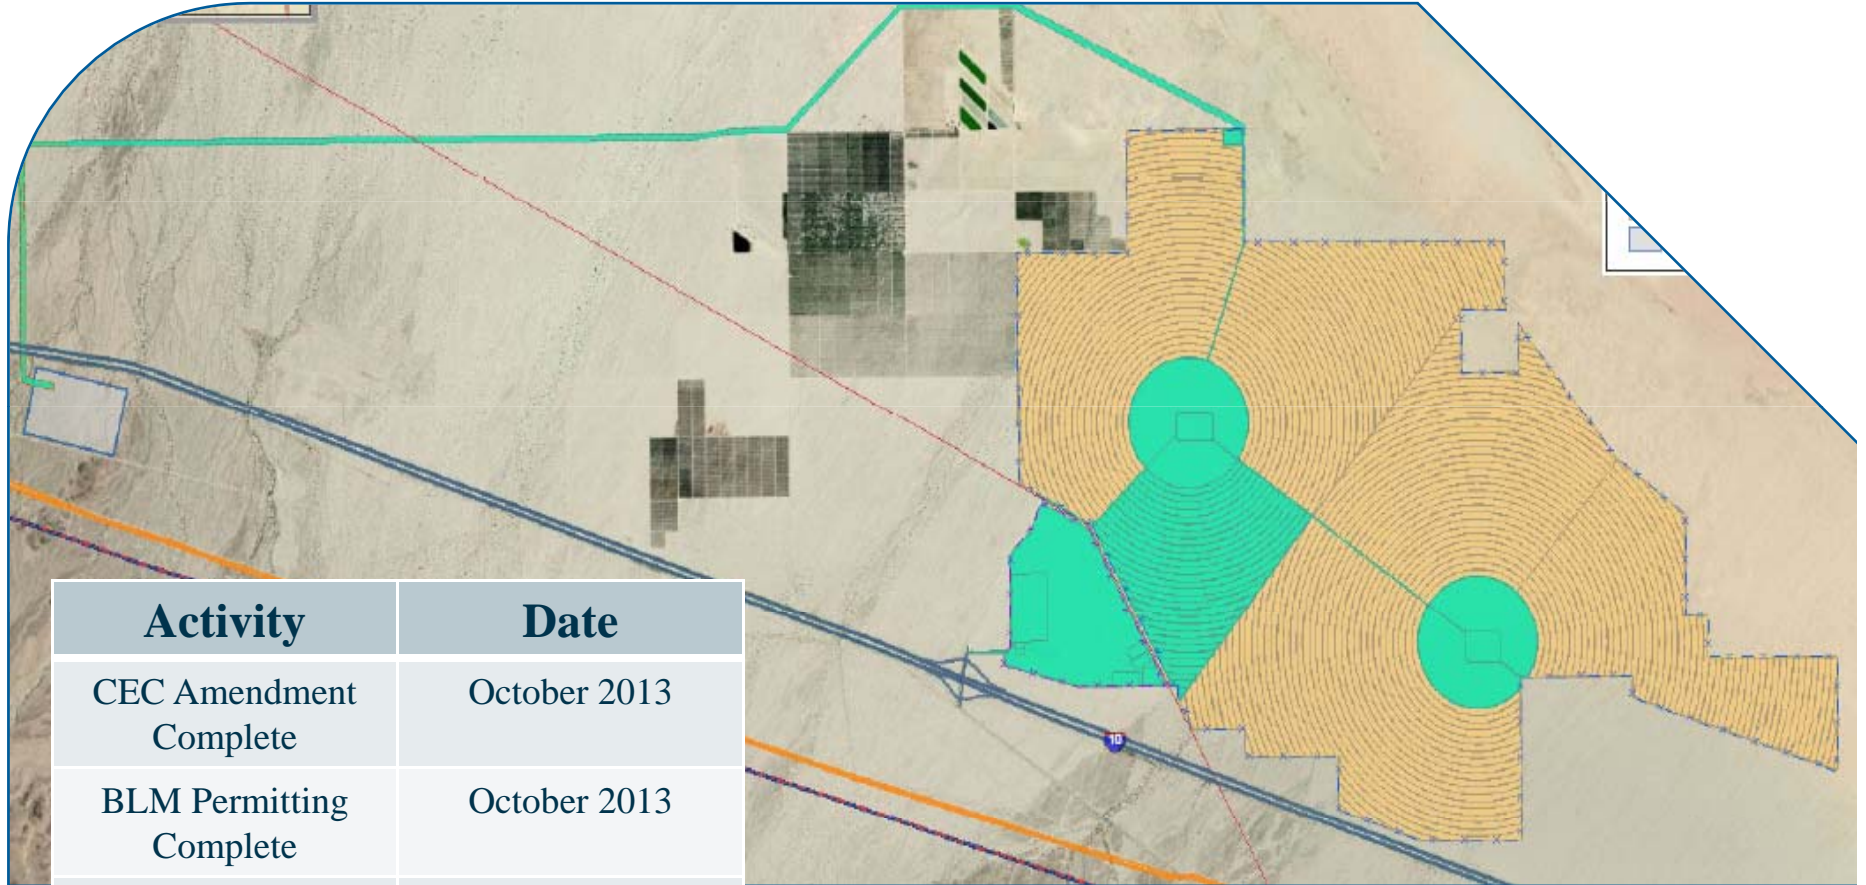 10
Activity Date
CEC Amendment October 2013
Complete
BLM Permitting October 2013
Complete